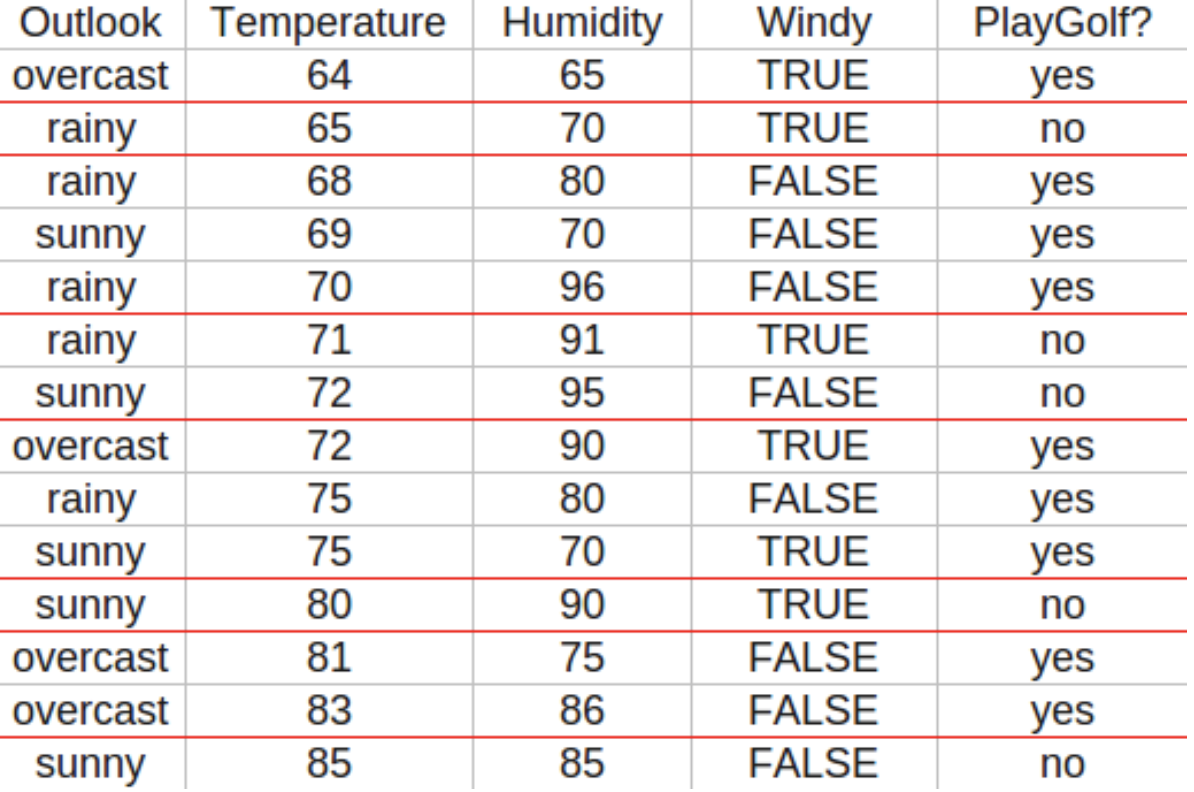 Outlook Temperature Humidity Windy PlayGolf?
overcast 64 65 TRUE yes
rainy 65 70 TRUE no
rainy 68 80 FALSE yes
sunny 69 70 FALSE yes
rainy 70 96 FALSE yes
rainy 71 91 TRUE no
sunny 72 95 FALSE no
overcast 72 90 TRUE yes
rainy 75 80 FALSE yes
sunny 75 70 TRUE yes
sunny 80 90 TRUE no
overcast 81 75 FALSE yes
overcast 83 86 FALSE yes
sunny 85 85 FALSE no